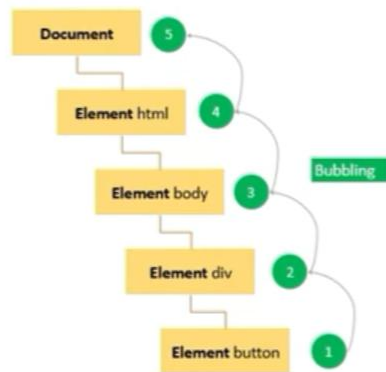 Document 5
Element html 4
Element body 3
Bubbling
Element div 2
Element button 1